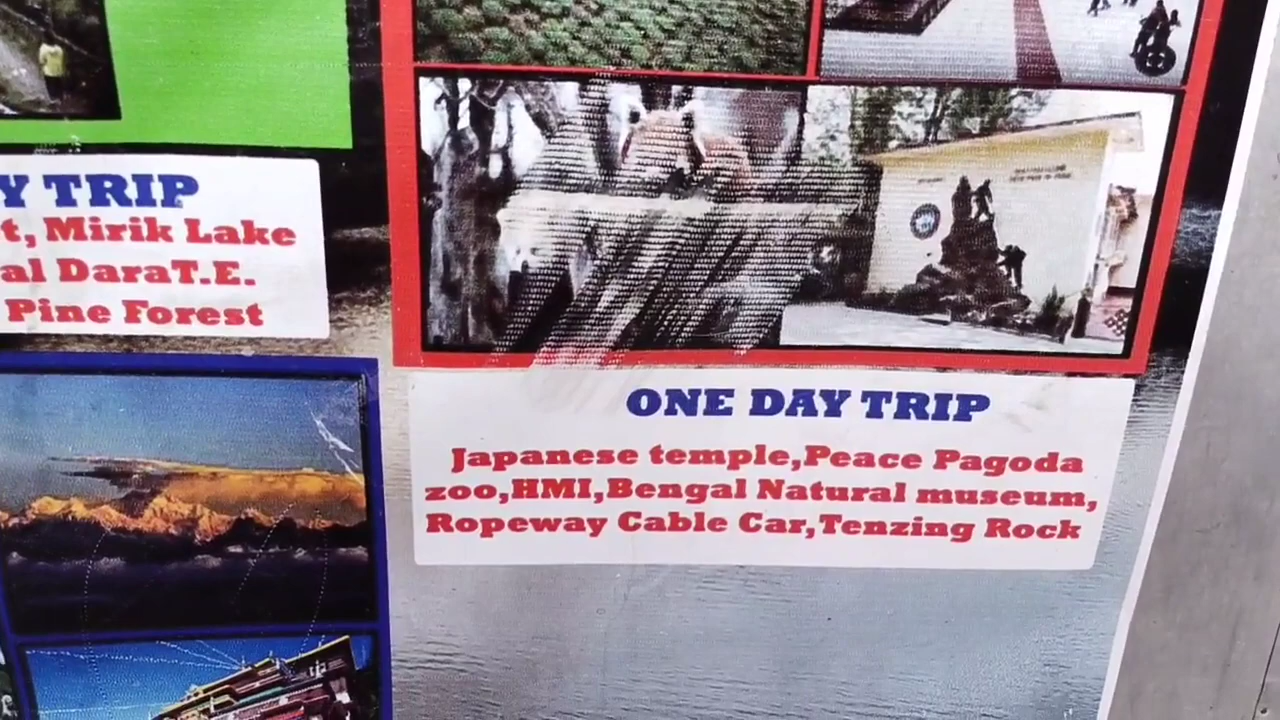 Y TRIP
t, Mirik Lake
al DaraT.E.
Pine Forest
ONE DAY TRIP
Japanese temple,Peace Pagoda
zoo,HMI,Bengal Natural museum,
Ropeway Cable Car,Tenzing Rock